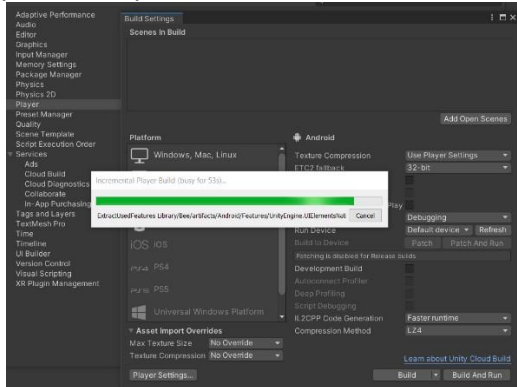 Adaptive Performance
Audio
Editor
Graphics
Input Manager
Memory Settings
Package Manager
Physics
Physics 2D
Player
Preset Manager
Quality
Scene Template
Script Execution Order
Services
Ads
Cloud Build
Cloud Diagnostics
Collaborate
In-App Purchasing
Tags and Layers
TextMesh Pro
Time
Timeline
UI Builder
Version Control
Visual Scripting
XR Plugin Management
Build Settings
Scenes In Build
Add Open Scenes
Platform
Windows, Mac, Linux
iOS iOS
PS4
PS5
Universal Windows Platform
Asset Import Overrides
Max Texture Size No Override
Texture Compression No Override
Player Settings...
Android
Texture Compression Use Player Settings
ETC2 fallback 32-bit
Play
Debugging
Run Device Default device Refresh
Build to Device Patch Patch And Run
Patching is disabled for Release builds
Development Build
Autoconnect Profiler
Deep Profiling
Script Debugging
IL2CPP Code Generation Faster runtime
Compression Method LZ4
Learn about Unity Cloud Build
Build Build And Run
Incremental Player Build (busy for 53s)...
ExtractUsedFeatures Library/Bee/artifacts/Android/Features/UnityEngine.UIElements
Cancel